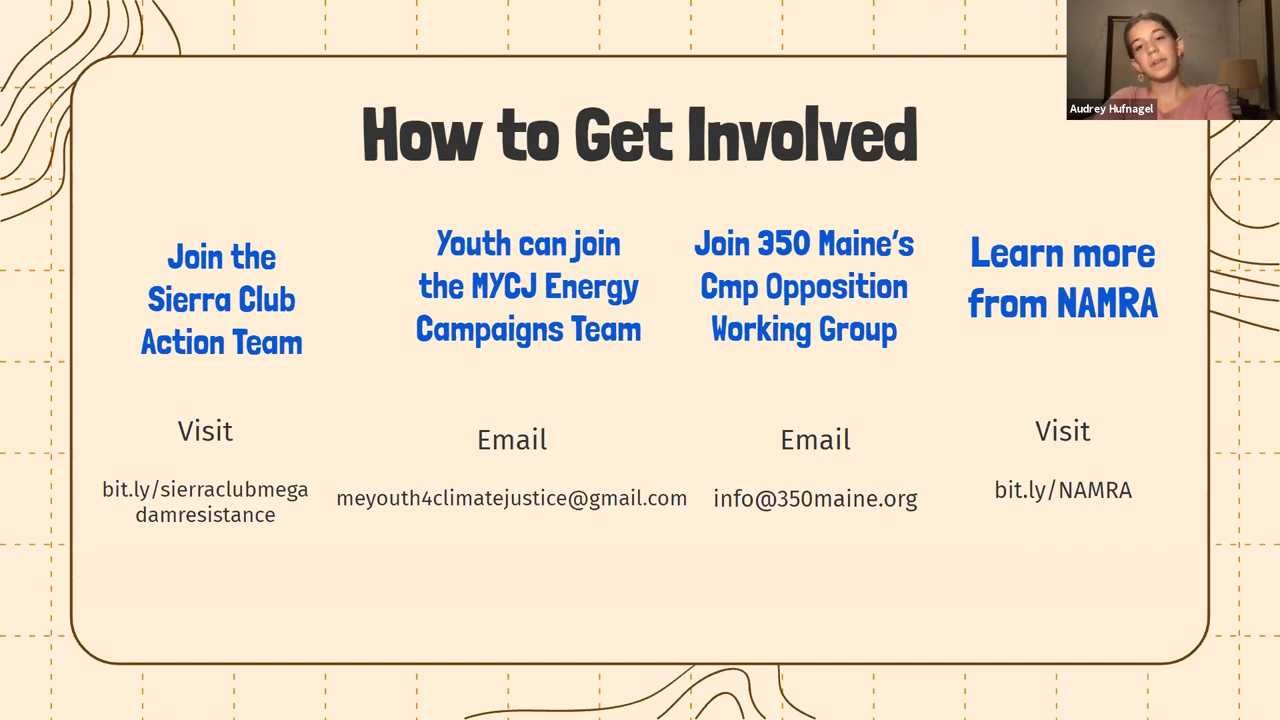 Audrey Hufnagel
How to Get Involved
Join the
Sierra Club
Action Team
Visit
bit.ly/sierraclubmega
damresistance
Youth can join
the MYCJ Energy
Campaigns Team
Email
meyouth4climatejustice@gmail.com
Join 350 Maine's
Cmp Opposition
Working Group
Email
info@350maine.org
Learn more
from NAMRA
Visit
bit.ly/NAMRA